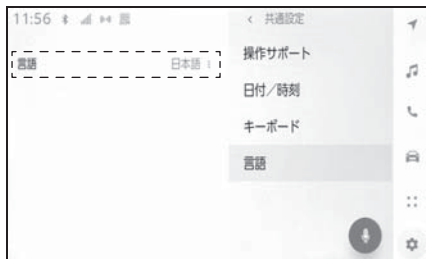 11:56
言語
日本語
共通設定
操作サポート
日付／時刻
キーボード
言語